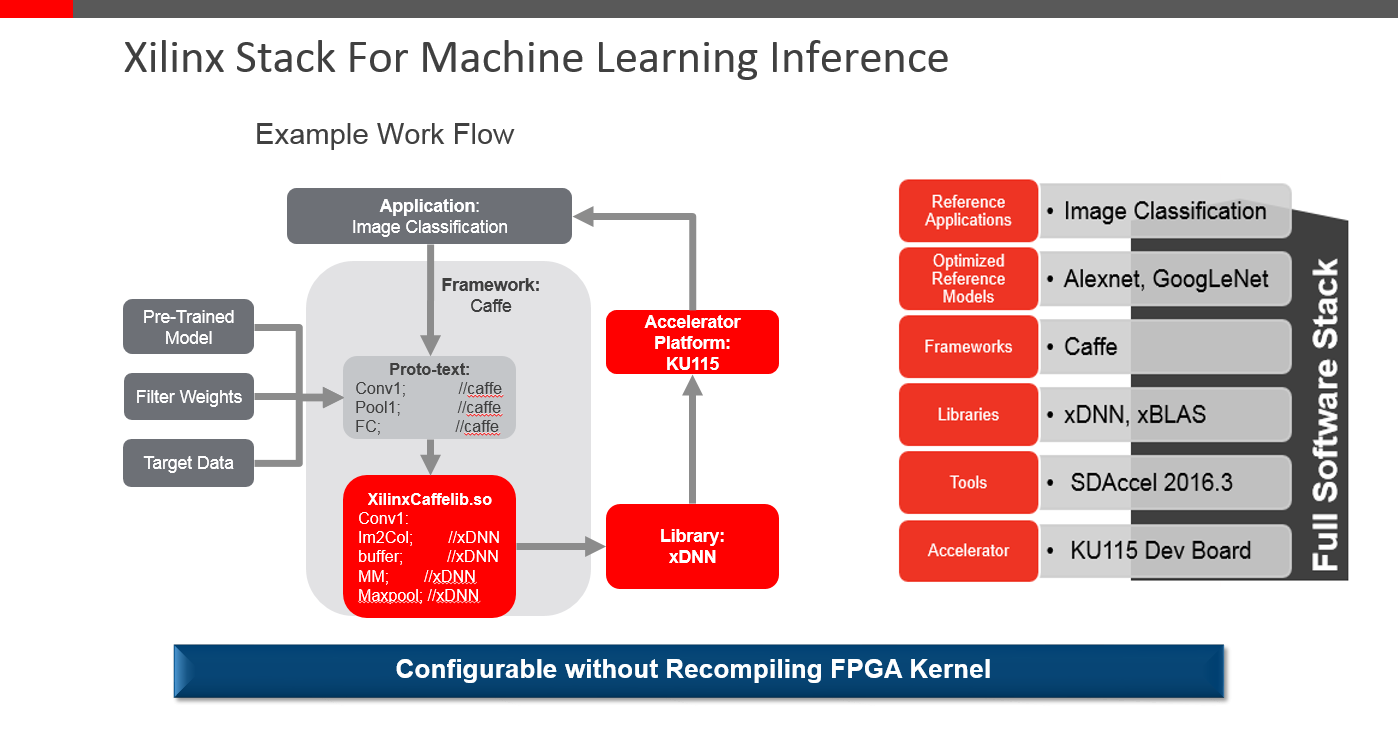 Xilinx Stack For Machine Learning Inference
Example Work Flow
Application:
Image Classification
Framework:
Caffe
Pre-Trained
Model
Filter Weights
Target Data
Proto-text:
Conv1; //caffe
Pool1; //caffe
FC; //caffe
XilinxCaffelib.so
Conv1:
Im2Col; //xDNN
buffer; //xDNN
MM; //xDNN
Maxpool; //xDNN
Accelerator
Platform:
KU115
Library:
xDNN
Reference
Applications
• Image Classification
Optimized
Reference
Models
• Alexnet, GoogLeNet
Frameworks
• Caffe
Libraries
• xDNN, xBLAS
Tools
• SDAccel 2016.3
Accelerator
• KU115 Dev Board
Full Software Stack
Configurable without Recompiling FPGA Kernel